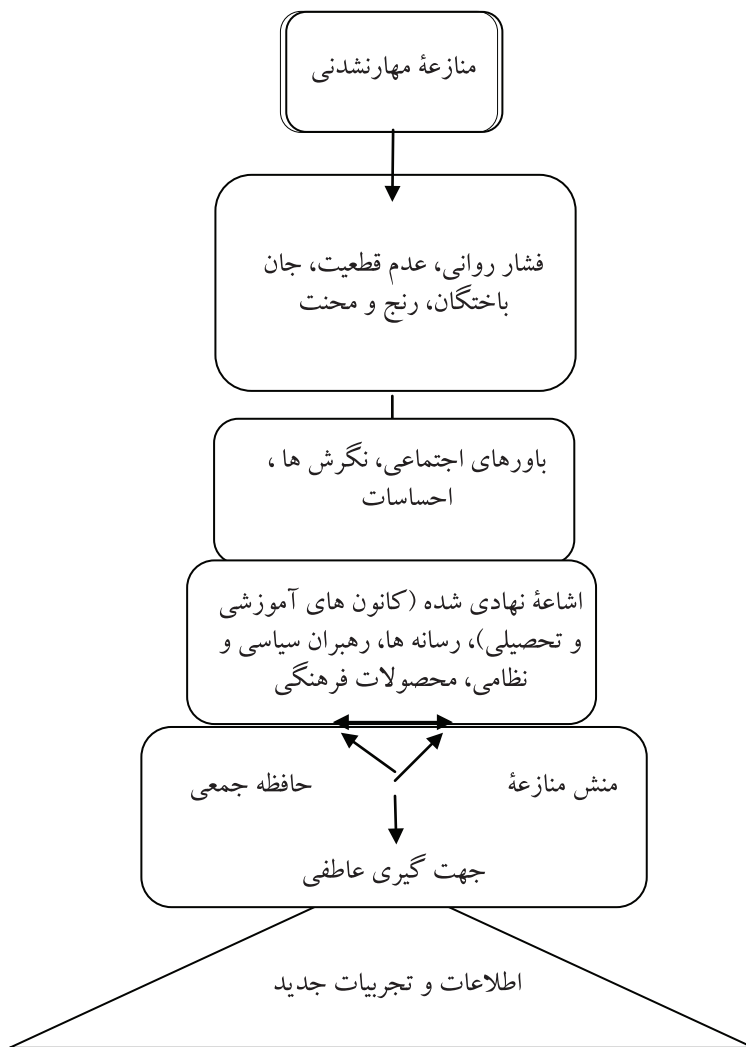 منازعهٔ مهارنشدنی
فشار روانی، عدم قطعیت، جان
باختگان، رنج و محنت
باورهای اجتماعی، نگرش ها ،
احساسات
اشاعهٔ نهادی شده (کانون های آموزشی
و تحصیلی)، رسانه ها، رهبران سیاسی و
نظامی، محصولات فرهنگی
منش منازعهٔ
حافظه جمعی
جهت گیری عاطفی
اطلاعات و تجربیات جدید